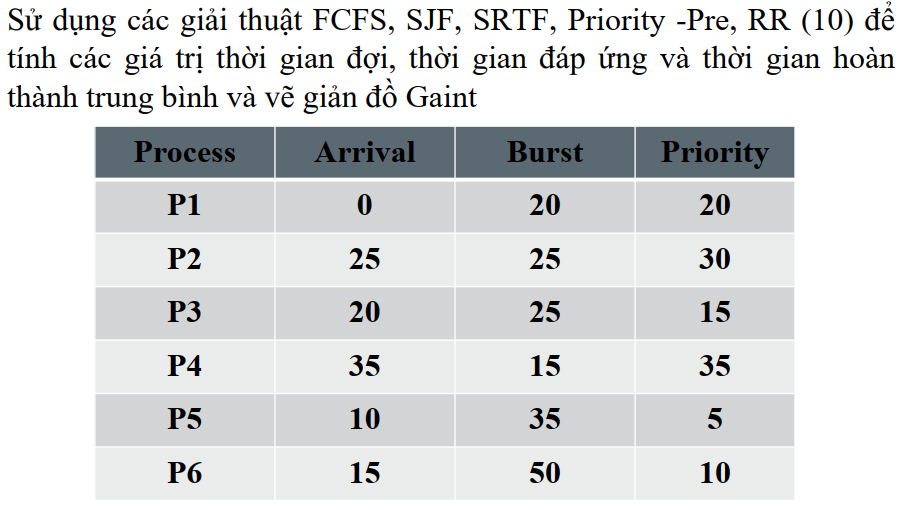 Sử dụng các giải thuật FCFS, SJF, SRTF, Priority -Pre, RR (10) để
tính các giá trị thời gian đợi, thời gian đáp ứng và thời gian hoàn
thành trung bình và vẽ giản đồ Gaint
Process Arrival Burst Priority
P1 0 20 20
P2 25 25 30
P3 20 25 15
P4 35 15 35
P5 10 35 5
P6 15 50 10